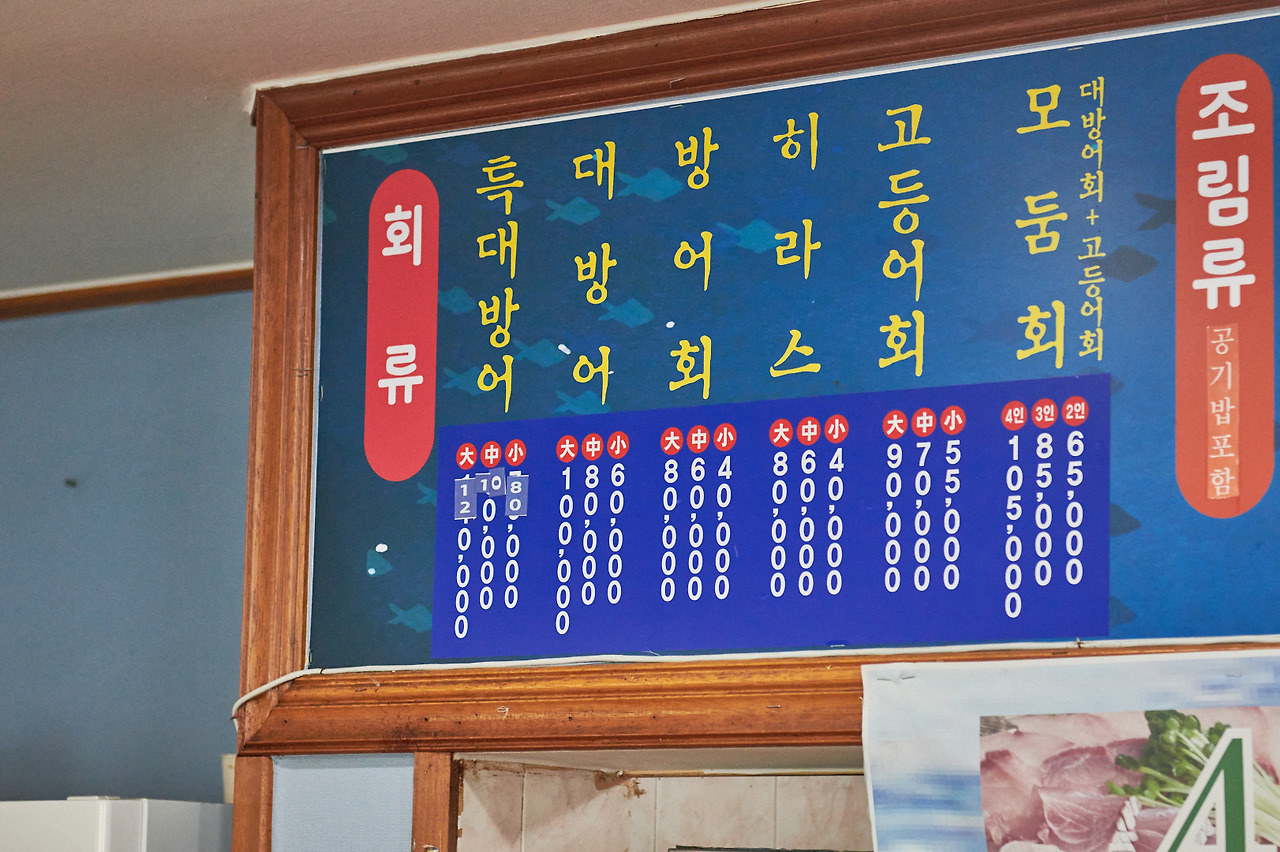 회류
특대방어
大 120,000
中 100,000
小 80,000
대방어
大 100,000
中 80,000
小 60,000
방어회
大 80,000
中 60,000
小 40,000
히라스
大 80,000
中 60,000
小 40,000
고등어회
大 90,000
中 70,000
小 55,000
모둠회
대방어회+고등어회
4인 105,000
3인 85,000
2인 65,000
조림류
공기밥포함
4